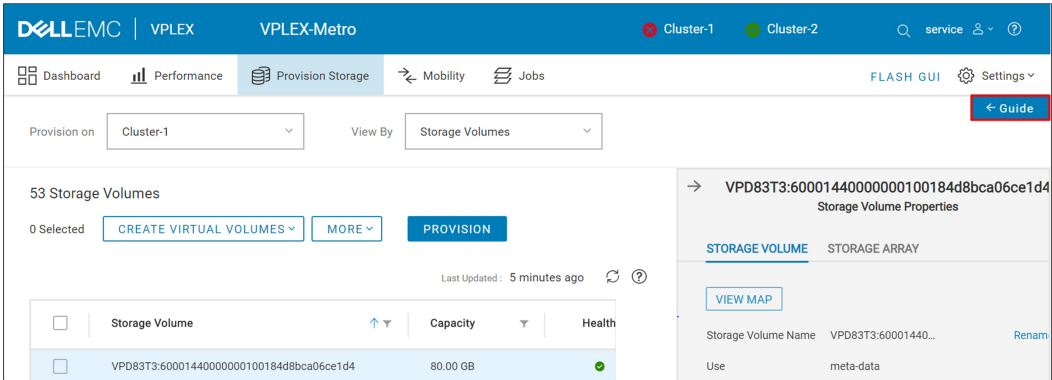 DELLEMC VPLEX VPLEX-Metro Cluster-1 Cluster-2 service
Dashboard Performance Provision Storage Mobility Jobs FLASH GUI Settings
← Guide
Provision on Cluster-1 View By Storage Volumes
53 Storage Volumes
0 Selected CREATE VIRTUAL VOLUMES MORE PROVISION
Last Updated : 5 minutes ago
Storage Volume Capacity Health
VPD83T3:60001440000000100184d8bca06ce1d4 80.00 GB
VPD83T3:60001440000000100184d8bca06ce1d4
Storage Volume Properties
STORAGE VOLUME STORAGE ARRAY
VIEW MAP
Storage Volume Name VPD83T3:60001440... Renam
Use meta-data